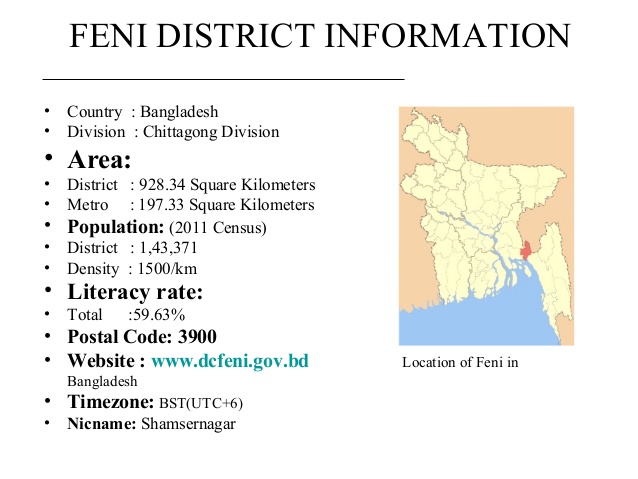 FENI DISTRICT INFORMATION
• Country : Bangladesh
• Division : Chittagong Division
• Area:
• District : 928.34 Square Kilometers
• Metro : 197.33 Square Kilometers
• Population: (2011 Census)
• District : 1,43,371
• Density : 1500/km
• Literacy rate:
• Total :59.63%
• Postal Code: 3900
• Website : www.dcfeni.gov.bd
Location of Feni in
Bangladesh
• Timezone: BST(UTC+6)
• Nicname: Shamsernagar